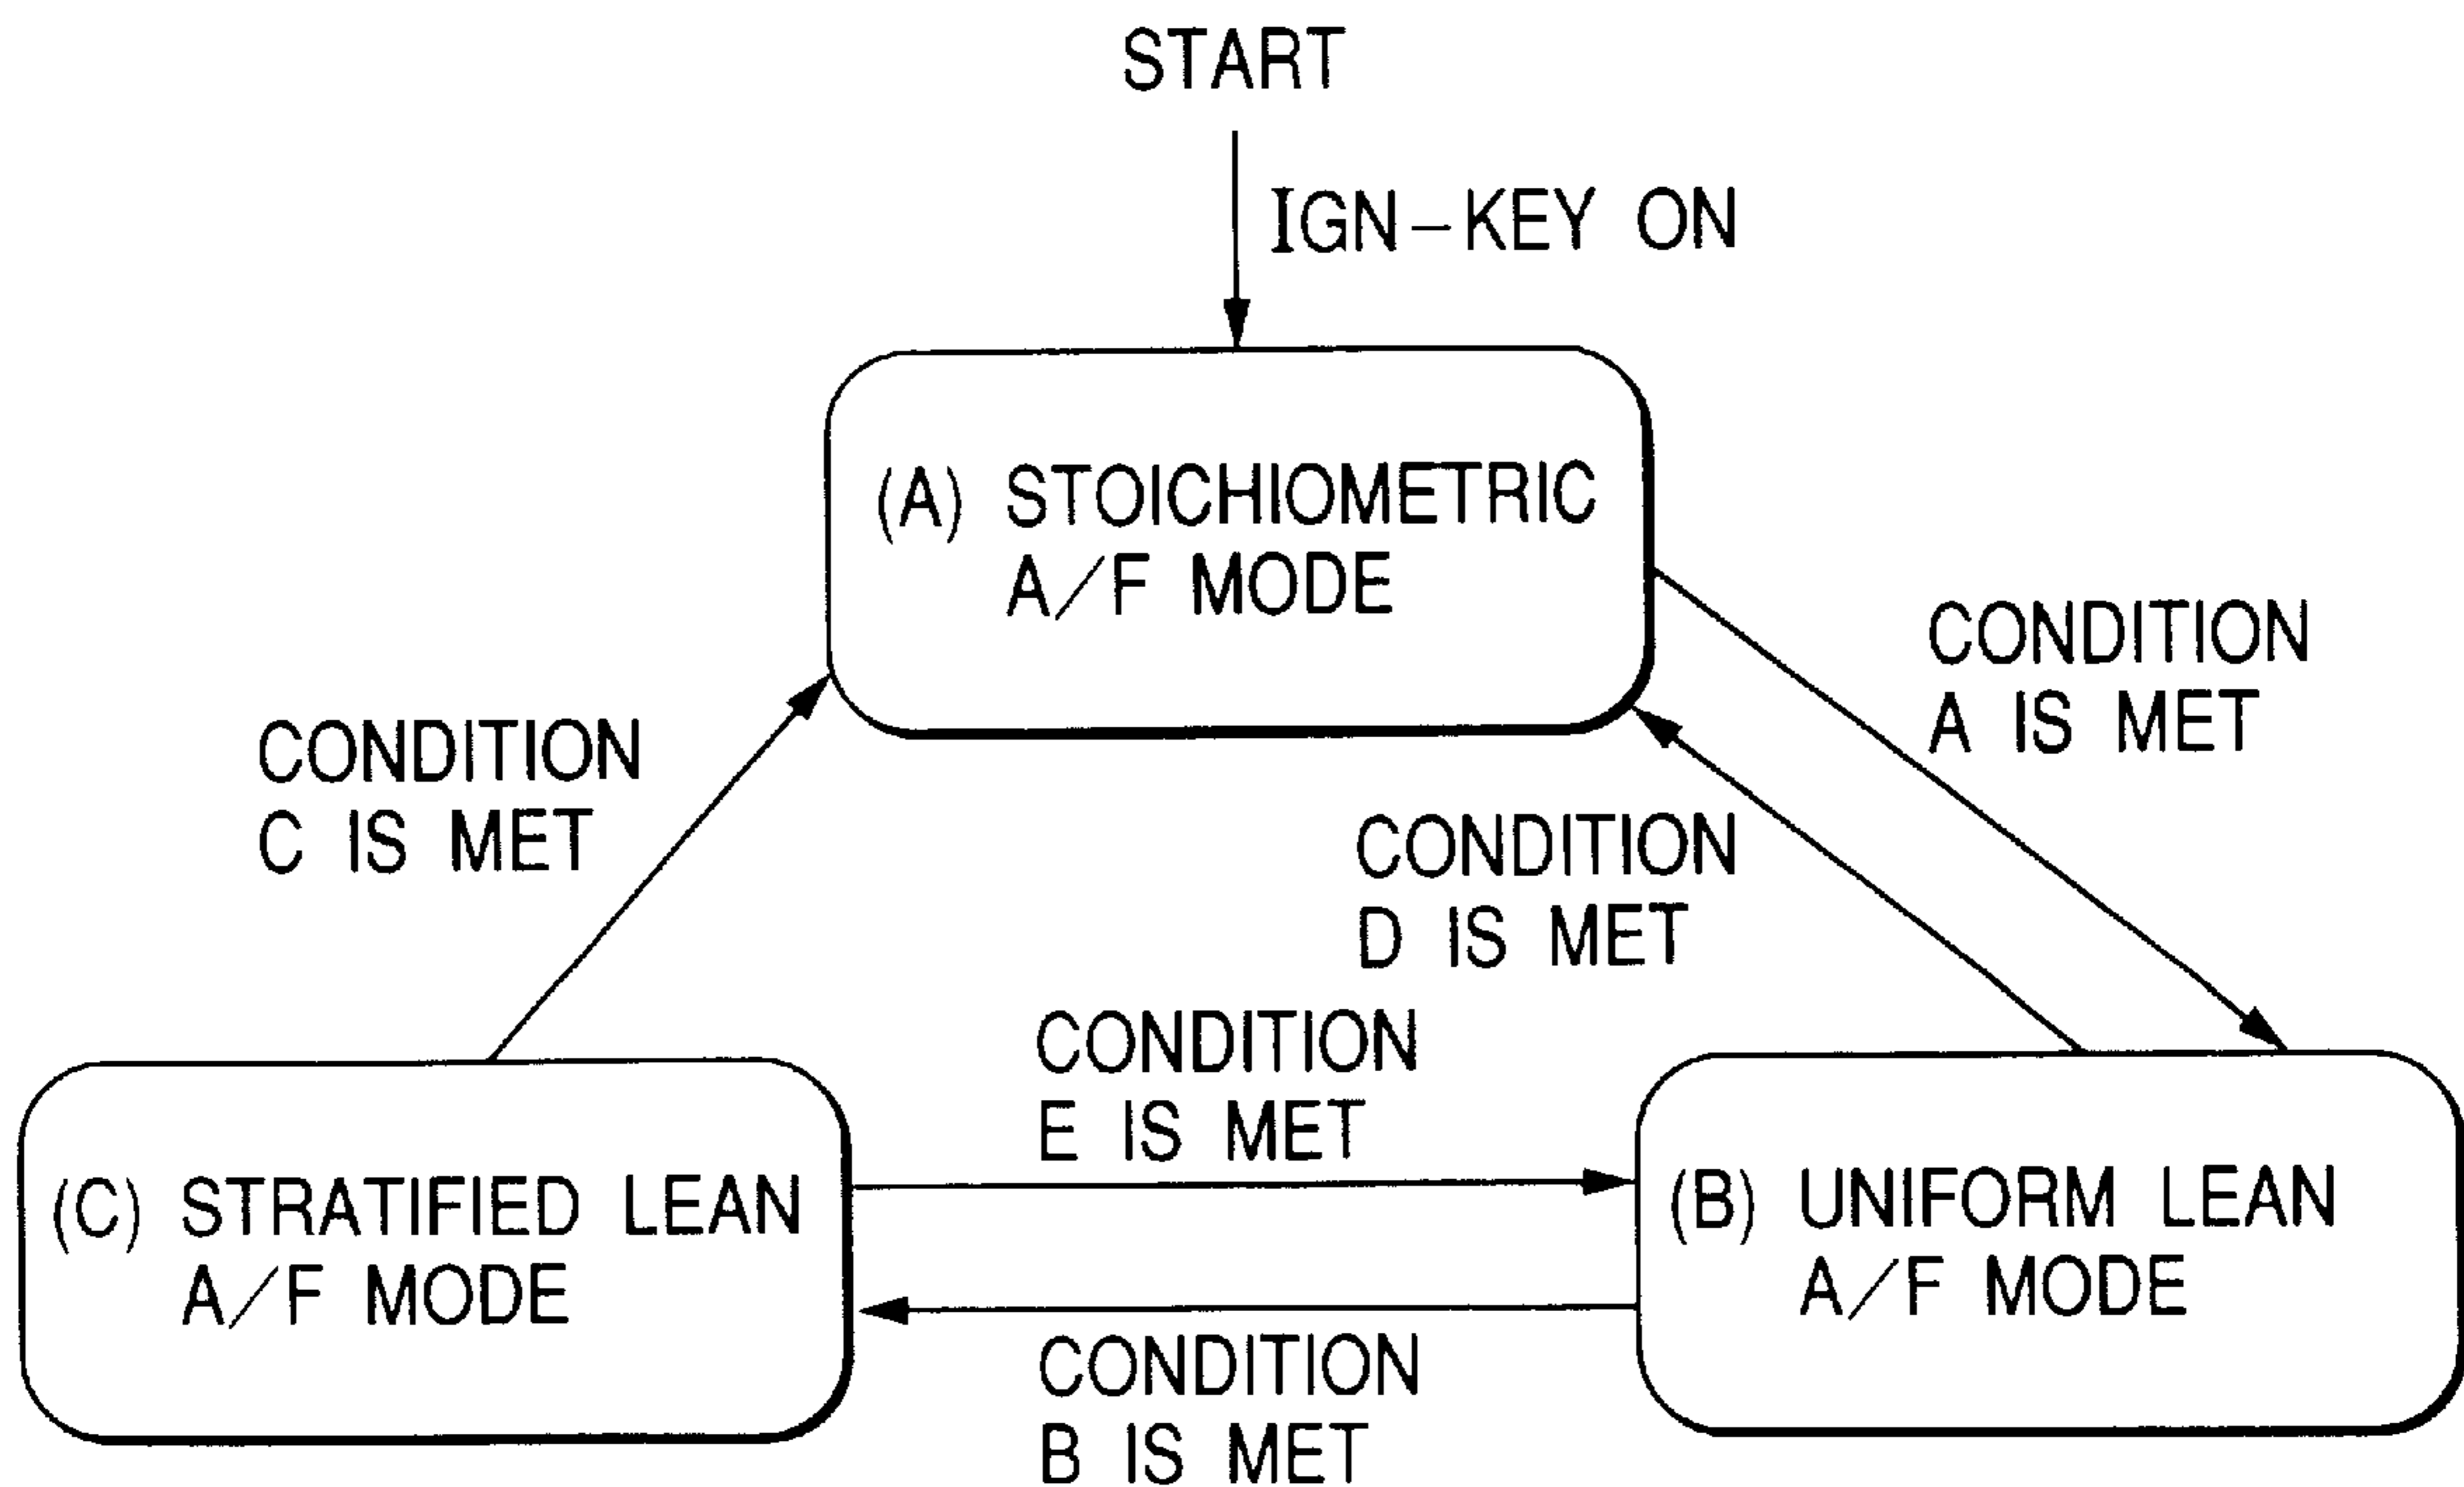 START
IGN-KEY ON
(A) STOICHIOMETRIC
A/F MODE
CONDITION
A IS MET
CONDITION
C IS MET
CONDITION
D IS MET
CONDITION
E IS MET
(C) STRATIFIED LEAN
A/F MODE
(B) UNIFORM LEAN
A/F MODE
CONDITION
B IS MET